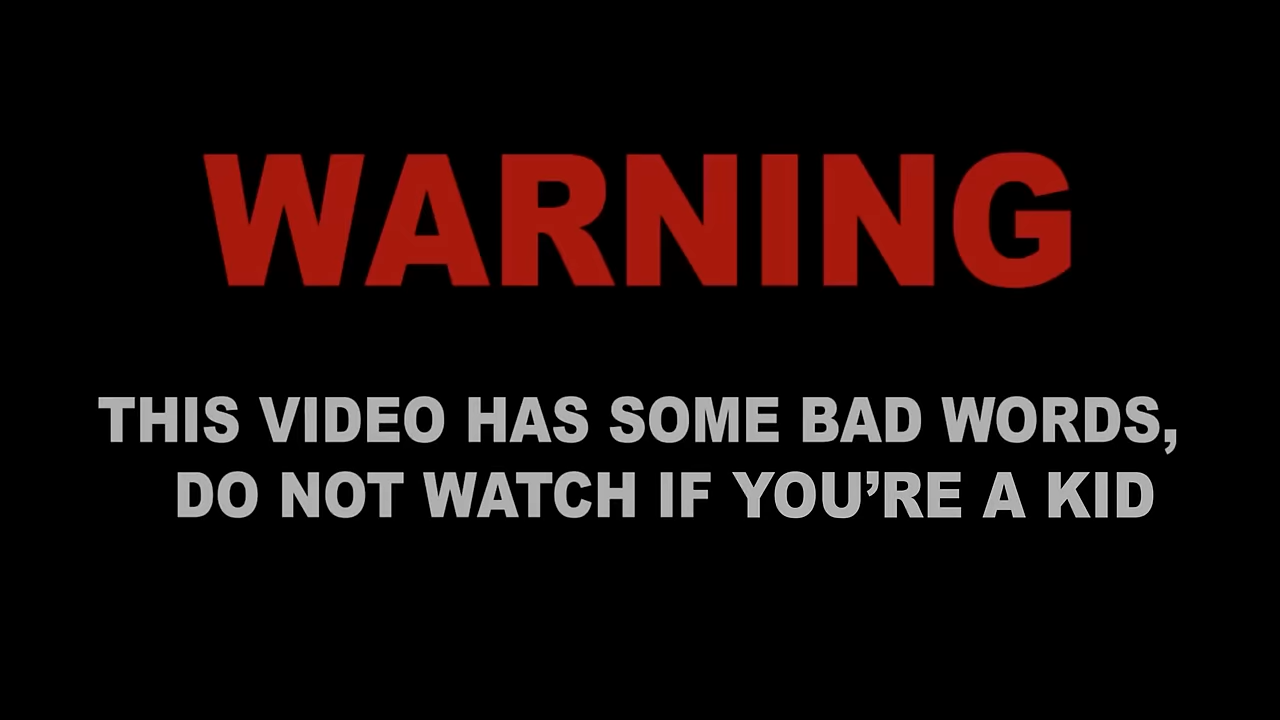 WARNING
THIS VIDEO HAS SOME BAD WORDS,
DO NOT WATCH IF YOU’RE A KID